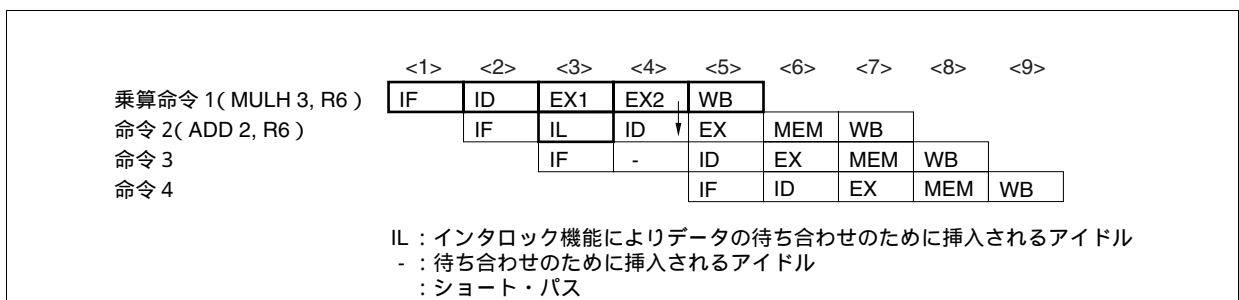 <1> <2> <3> <4> <5> <6> <7> <8> <9>
乗算命令 1( MULH 3, R6 ) IF ID EX1 EX2 WB
命令 2( ADD 2, R6 ) IF IL ID EX MEM WB
命令 3 IF - ID EX MEM WB
命令 4 IF ID EX MEM WB
IL : インタロック機能によりデータの待ち合わせのために挿入されるアイドル
- : 待ち合わせのために挿入されるアイドル
: ショート・パス